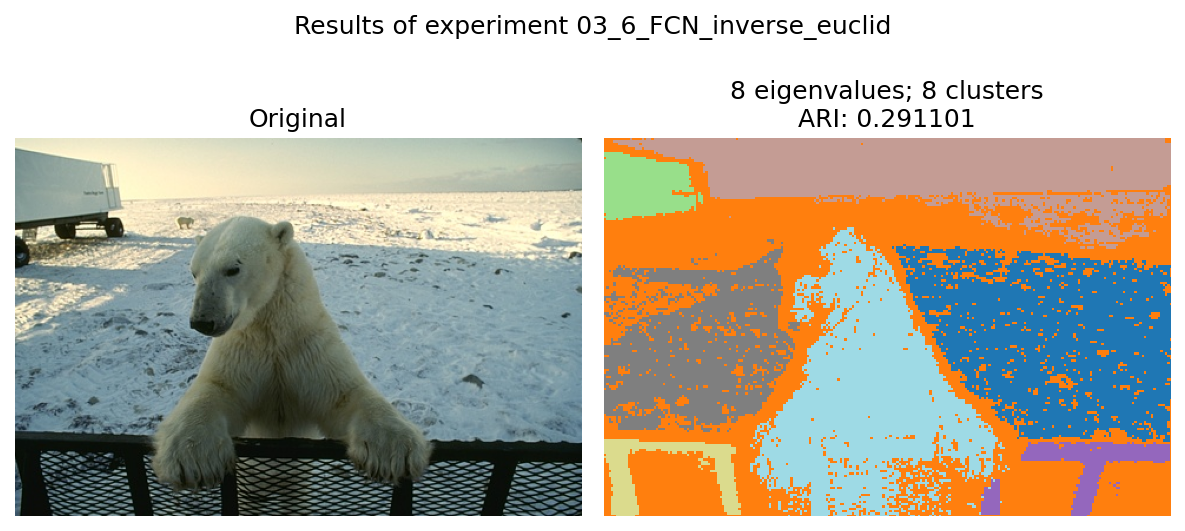 Results of experiment 03_6_FCN_inverse_euclid
Original
8 eigenvalues; 8 clusters
ARI: 0.291101